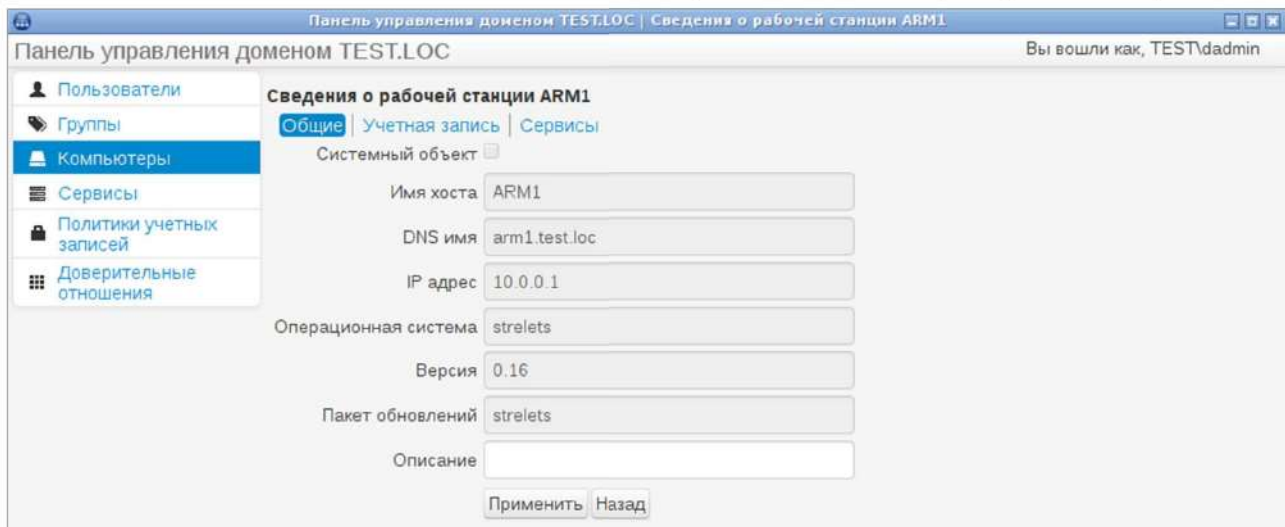 Панель управления доменом TEST.LOC | Сведения о рабочей станции ARM1
Панель управления доменом TEST.LOC
Вы вошли как, TEST\dadmin
Пользователи
Группы
Компьютеры
Сервисы
Политики учетных
записей
Доверительные
отношения
Сведения о рабочей станции ARM1
Общие | Учетная запись | Сервисы
Системный объект
Имя хоста ARM1
DNS имя arm1.test.loc
IP адрес 10.0.0.1
Операционная система strelets
Версия 0.16
Пакет обновлений strelets
Описание
Применить Назад